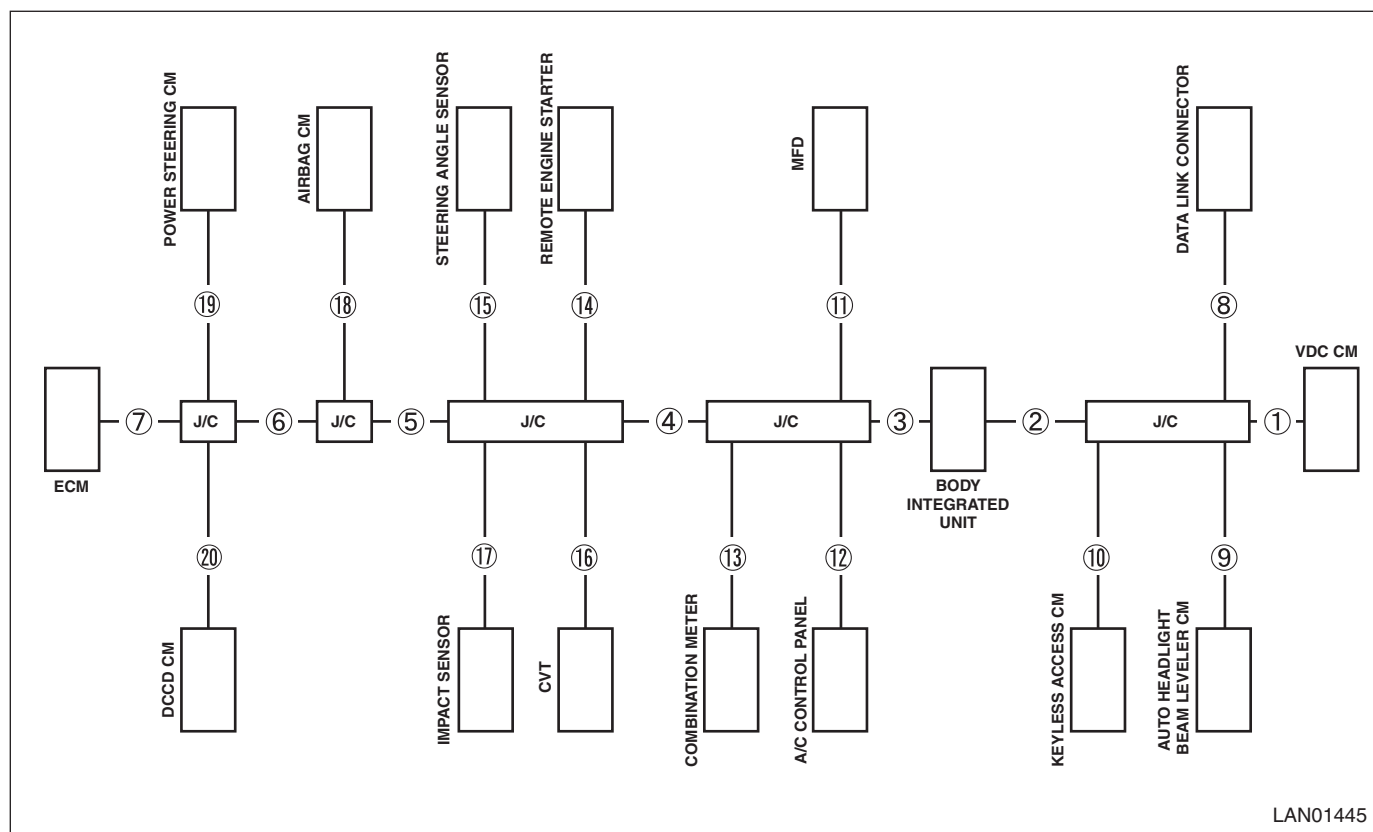 POWER STEERING CM
AIRBAG CM
STEERING ANGLE SENSOR
REMOTE ENGINE STARTER
MFD
DATA LINK CONNECTOR
⑲
⑱
⑮
⑭
⑪
⑧
VDC CM
⑦
J/C
⑥
J/C
⑤
J/C
④
J/C
③
②
J/C
①
ECM
BODY
INTEGRATED
UNIT
⑳
⑰
⑯
⑬
⑫
⑩
⑨
DCCD CM
IMPACT SENSOR
CVT
COMBINATION METER
A/C CONTROL PANEL
KEYLESS ACCESS CM
AUTO HEADLIGHT
BEAM LEVELER CM
LAN01445